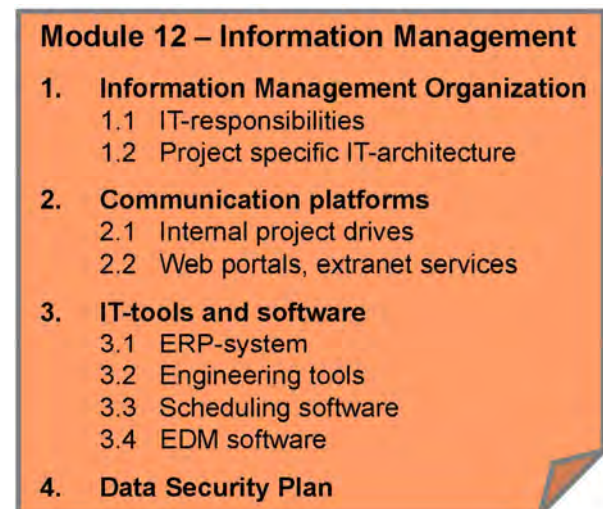 Module 12 – Information Management
1. Information Management Organization
1.1 IT-responsibilities
1.2 Project specific IT-architecture
2. Communication platforms
2.1 Internal project drives
2.2 Web portals, extranet services
3. IT-tools and software
3.1 ERP-system
3.2 Engineering tools
3.3 Scheduling software
3.4 EDM software
4. Data Security Plan